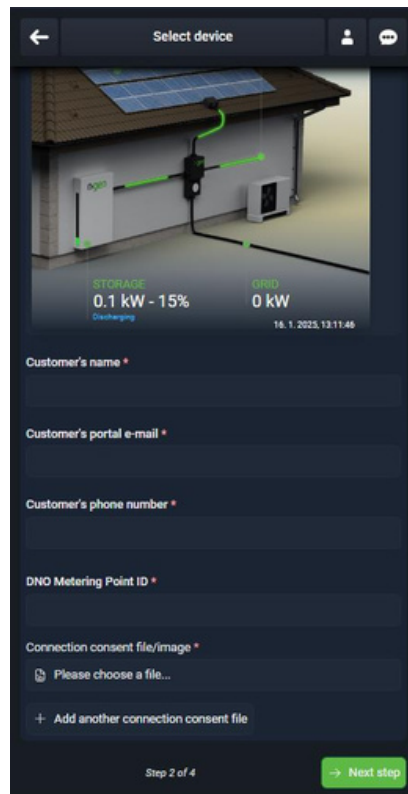 Select device
ngen
STORAGE
GRID
0.1 kW - 15%
0 kW
Discharging
16. 1. 2025, 13:11:46
Customer's name *
Customer's portal e-mail *
Customer's phone number *
DNO Metering Point ID *
Connection consent file/image *
Please choose a file...
+ Add another connection consent file
Step 2 of 4
→ Next step